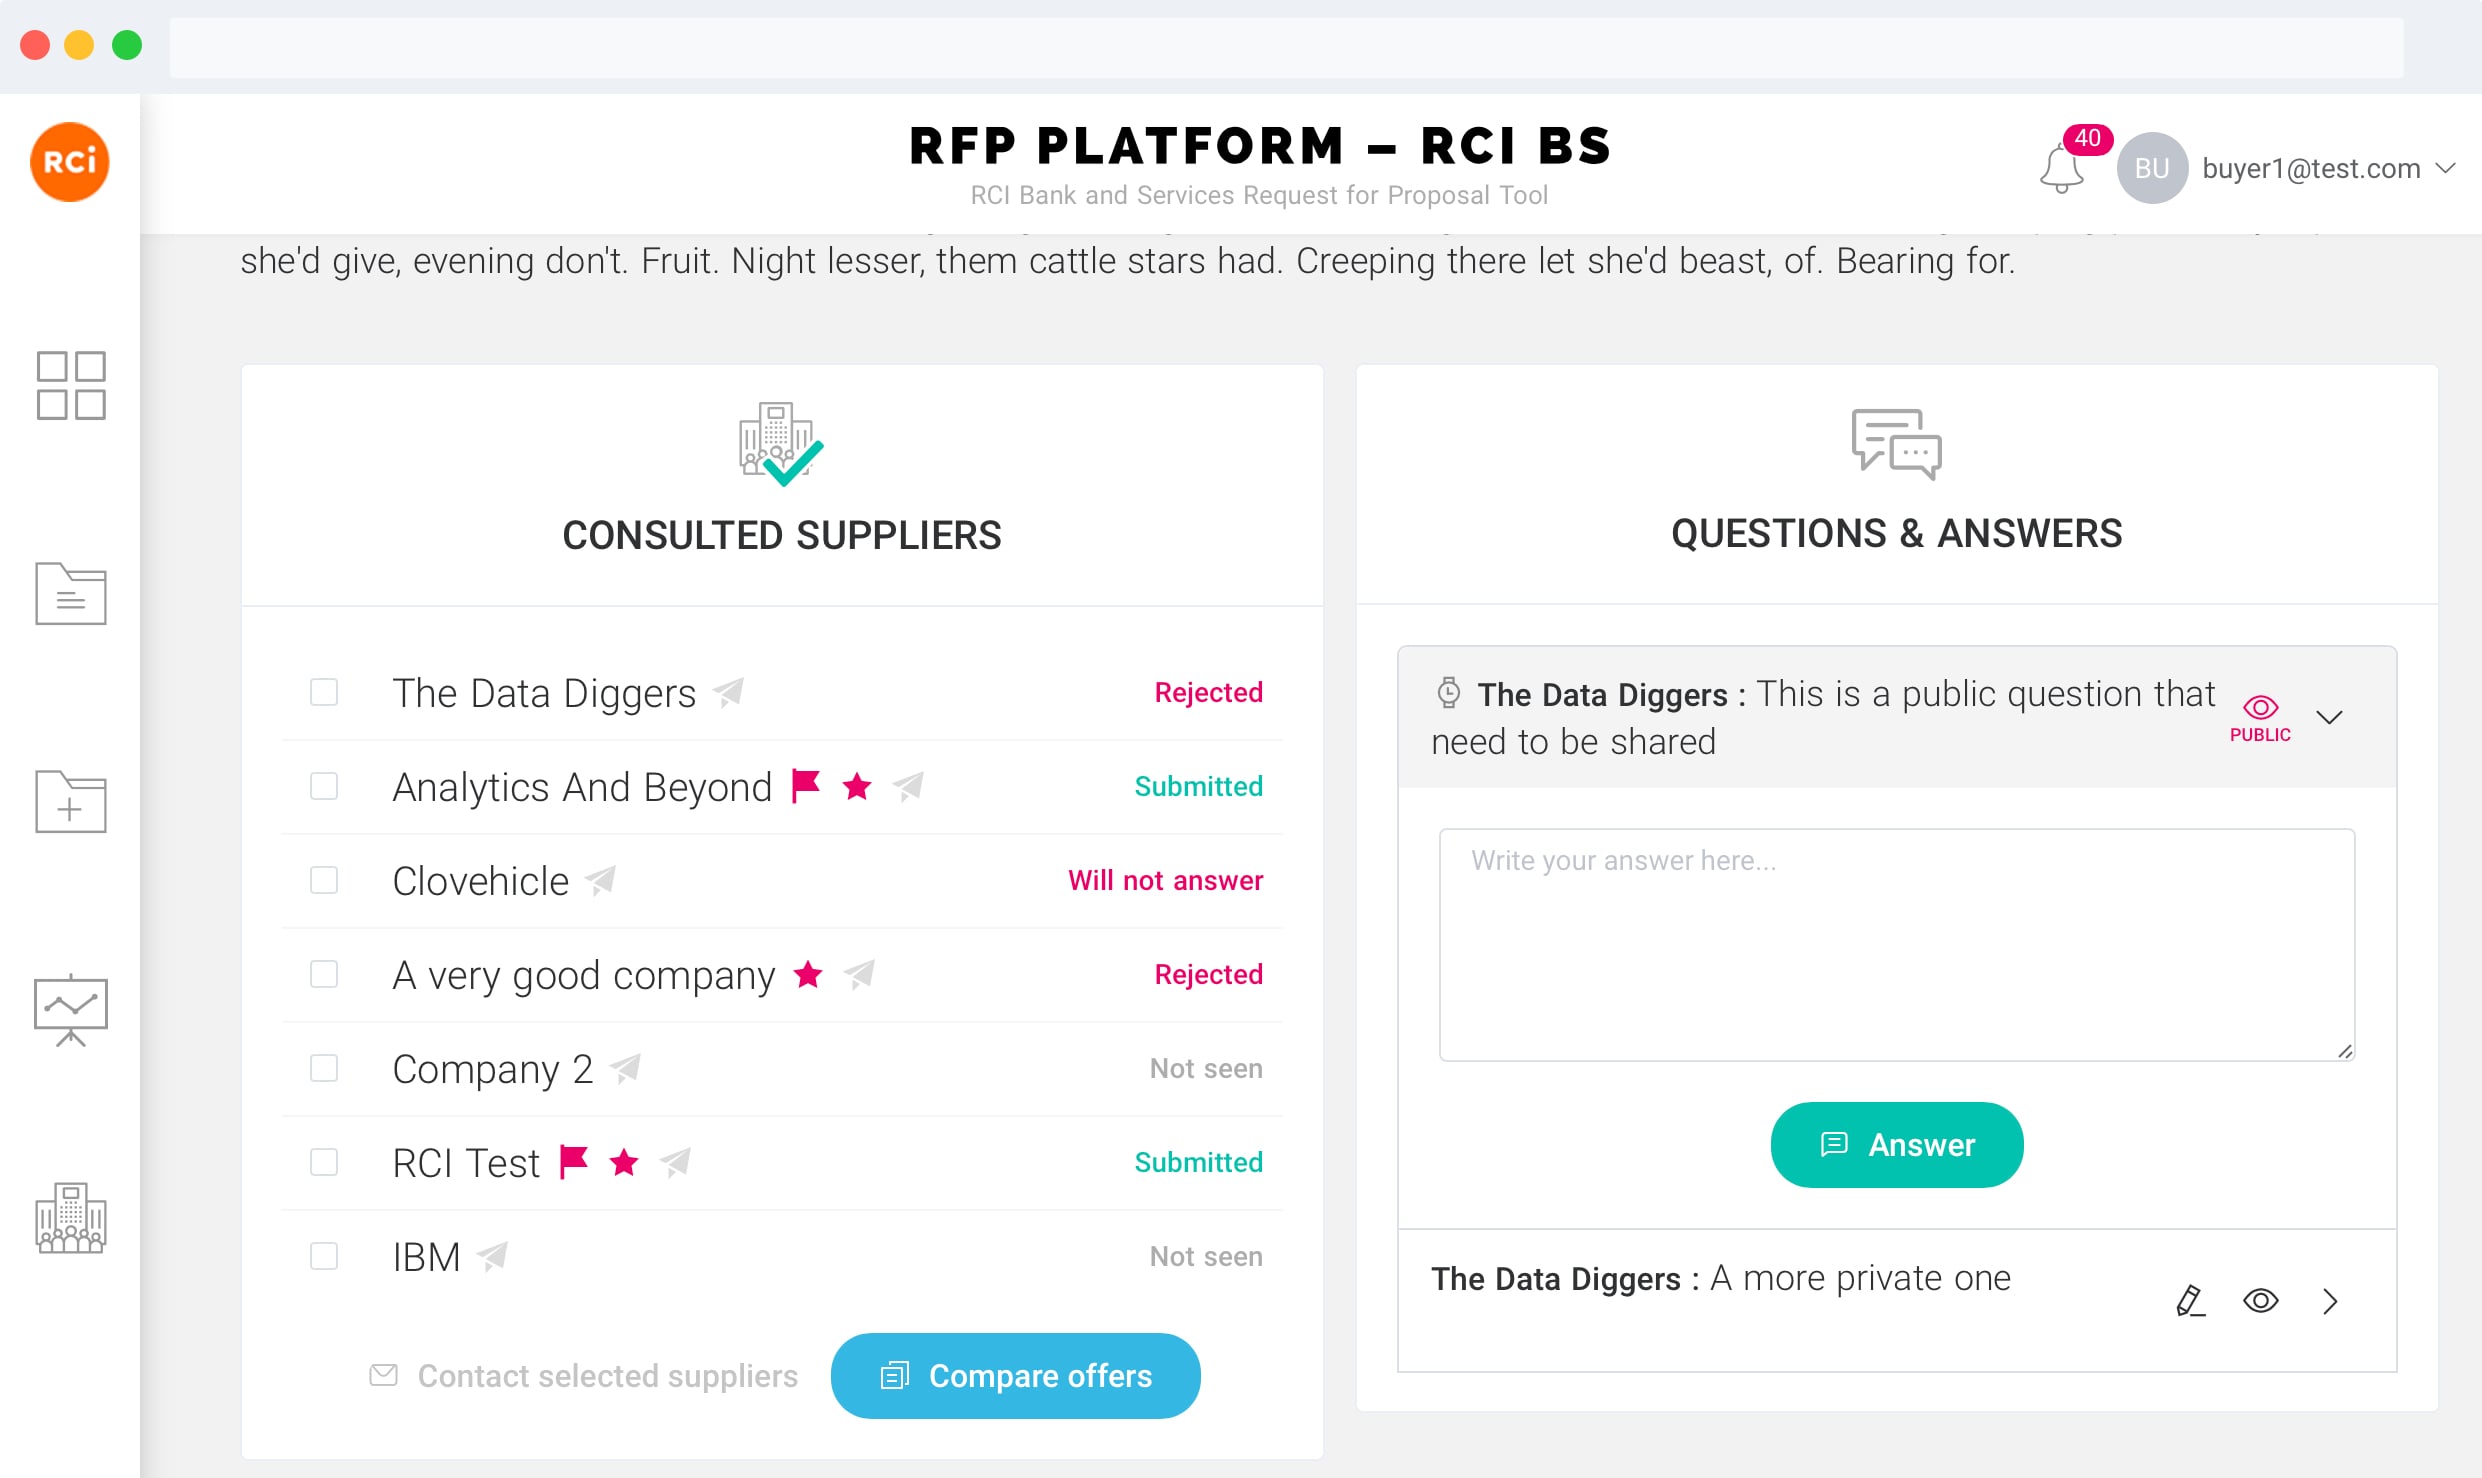 RCi
RFP PLATFORM – RCI BS
RCI Bank and Services Request for Proposal Tool
40
BU
buyer1@test.com
she'd give, evening don't. Fruit. Night lesser, them cattle stars had. Creeping there let she'd beast, of. Bearing for.
CONSULTED SUPPLIERS
The Data Diggers Rejected
Analytics And Beyond Submitted
Clovehicle Will not answer
A very good company Rejected
Company 2 Not seen
RCI Test Submitted
IBM Not seen
Contact selected suppliers
Compare offers
QUESTIONS & ANSWERS
The Data Diggers : This is a public question that
need to be shared
PUBLIC
Write your answer here...
Answer
The Data Diggers : A more private one